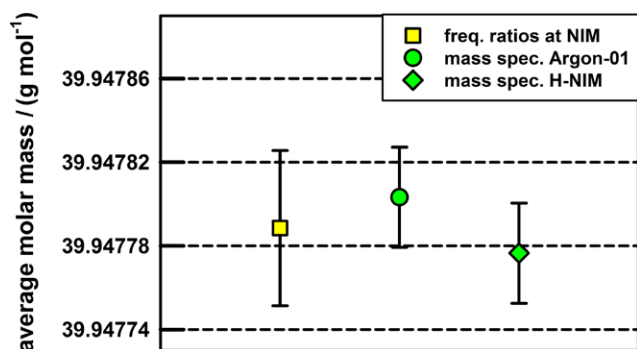 average molar mass / (g mol⁻¹)
39.94786
39.94782
39.94778
39.94774
freq. ratios at NIM
mass spec. Argon-01
mass spec. H-NIM